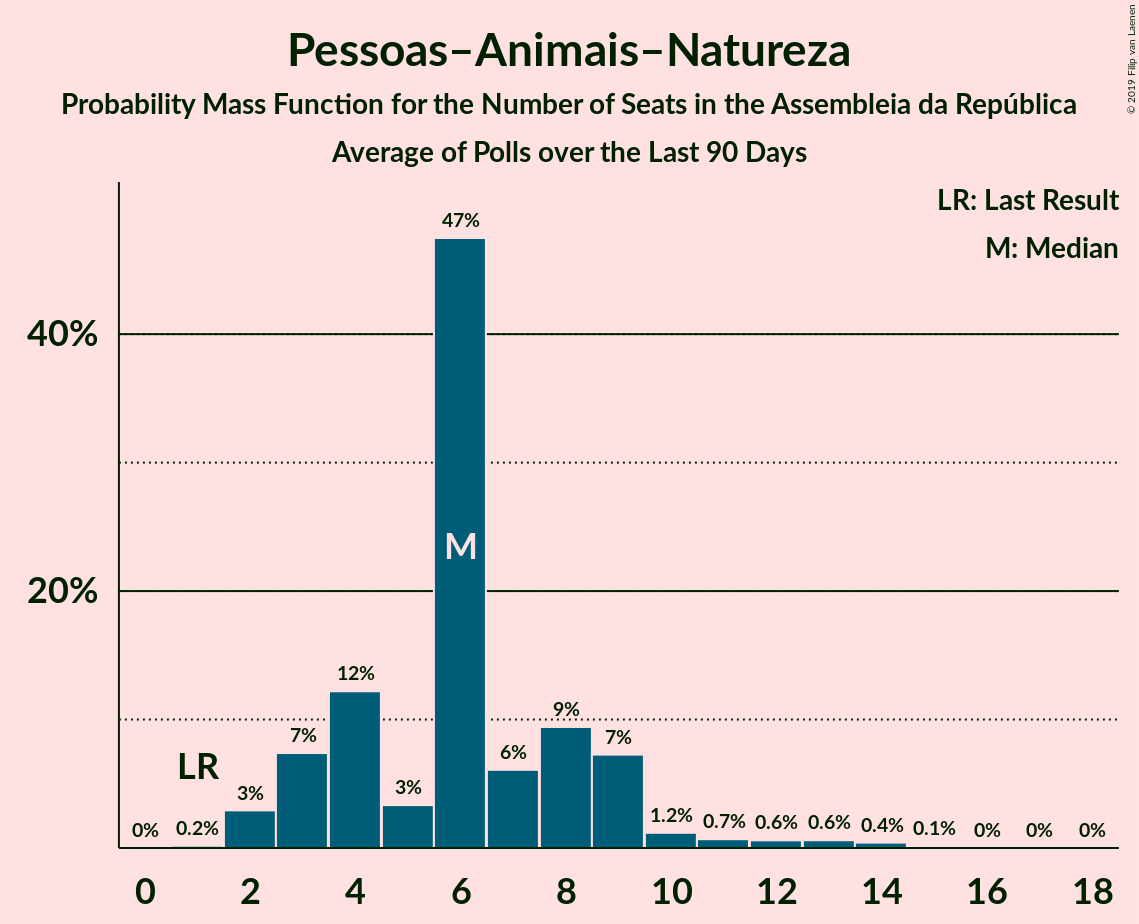 Pessoas–Animais–Natureza
Probability Mass Function for the Number of Seats in the Assembleia da República
Average of Polls over the Last 90 Days
© 2019 Filip van Laenen
LR: Last Result
M: Median
47%
40%
M
20%
12%
9%
7%
7%
6%
LR
3%
3%
1.2%
0.7%
0.6%
0.6%
0.4%
0%
0.2%
0.1%
0%
0%
0%
0 2 4 6 8 10 12 14 16 18